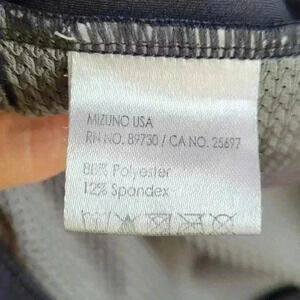 MIZUNO USA
RN NO. 89730 / CA NO. 25697
88% Polyester
12% Spandex